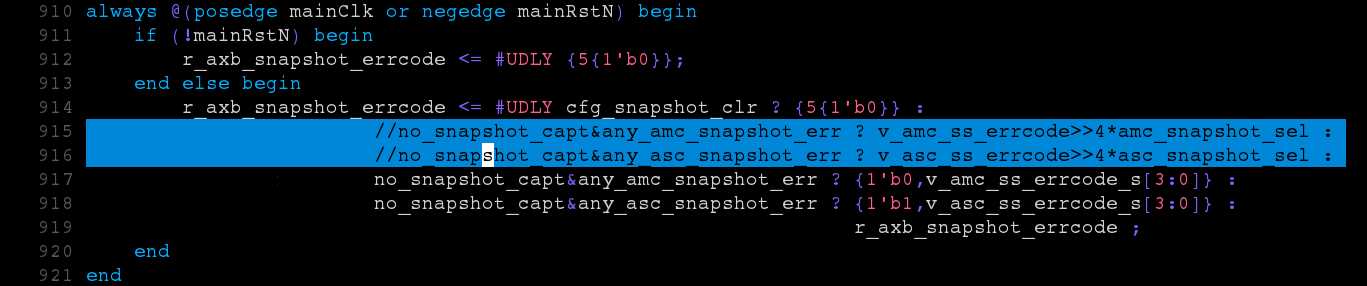 910 always @(posedge mainClk or negedge mainRstN) begin
911     if (!mainRstN) begin
912         r_axb_snapshot_errcode <= #UDLY {5{1'b0}};
913     end else begin
914         r_axb_snapshot_errcode <= #UDLY cfg_snapshot_clr ? {5{1'b0}} :
915                         //no_snapshot_capt&any_amc_snapshot_err ? v_amc_ss_errcode>>4*amc_snapshot_sel :
916                         //no_snapshot_capt&any_asc_snapshot_err ? v_asc_ss_errcode>>4*asc_snapshot_sel :
917                         no_snapshot_capt&any_amc_snapshot_err ? {1'b0,v_amc_ss_errcode_s[3:0]} :
918                         no_snapshot_capt&any_asc_snapshot_err ? {1'b1,v_asc_ss_errcode_s[3:0]} :
919                                                                 r_axb_snapshot_errcode ;
920     end
921 end